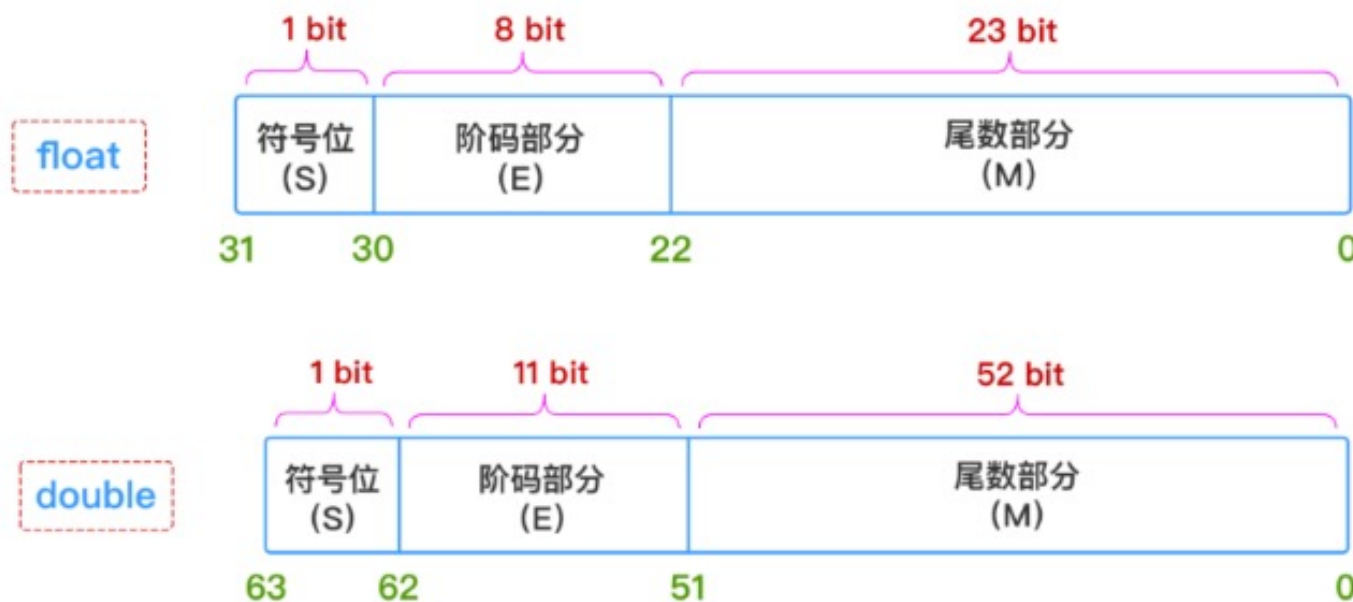 1 bit 8 bit 23 bit
float
符号位 阶码部分 尾数部分
(S) (E) (M)
31 30 22 0
1 bit 11 bit 52 bit
double
符号位 阶码部分 尾数部分
(S) (E) (M)
63 62 51 0